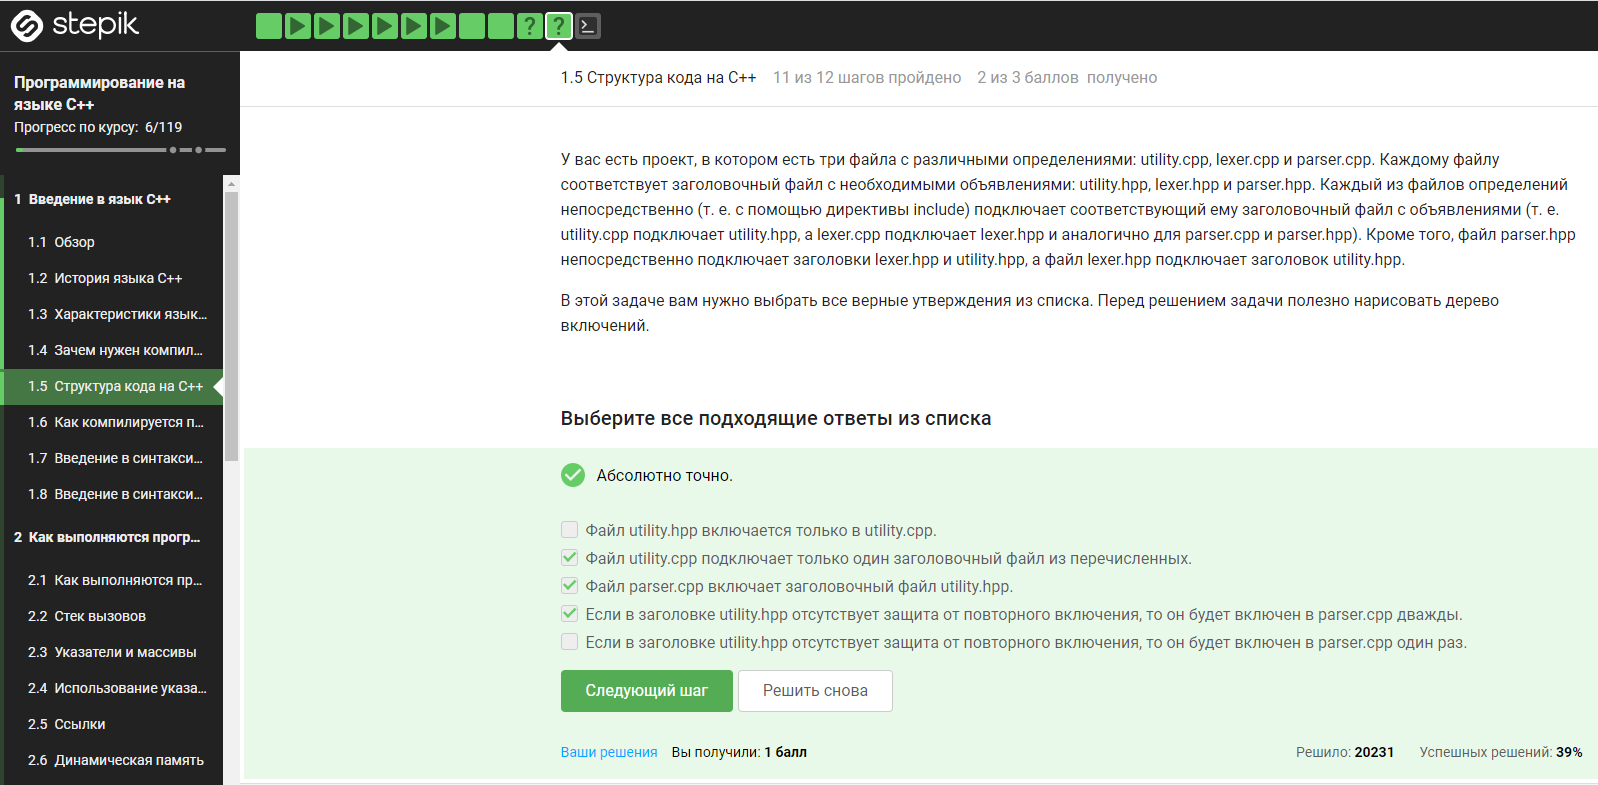 stepik
? ?
Программирование на
языке C++
Прогресс по курсу: 6/119
1 Введение в язык C++
1.1 Обзор
1.2 История языка C++
1.3 Характеристики язык...
1.4 Зачем нужен компил...
1.5 Структура кода на C++
1.6 Как компилируется п...
1.7 Введение в синтакси...
1.8 Введение в синтакси...
2 Как выполняются прогр...
2.1 Как выполняются пр...
2.2 Стек вызовов
2.3 Указатели и массивы
2.4 Использование указа...
2.5 Ссылки
2.6 Динамическая память
1.5 Структура кода на C++ 11 из 12 шагов пройдено 2 из 3 баллов получено
У вас есть проект, в котором есть три файла с различными определениями: utility.cpp, lexer.cpp и parser.cpp. Каждому файлу
соответствует заголовочный файл с необходимыми объявлениями: utility.hpp, lexer.hpp и parser.hpp. Каждый из файлов определений
непосредственно (т. е. с помощью директивы include) подключает соответствующий ему заголовочный файл с объявлениями (т. е.
utility.cpp подключает utility.hpp, а lexer.cpp подключает lexer.hpp и аналогично для parser.cpp и parser.hpp). Кроме того, файл parser.hpp
непосредственно подключает заголовки lexer.hpp и utility.hpp, а файл lexer.hpp подключает заголовок utility.hpp.
В этой задаче вам нужно выбрать все верные утверждения из списка. Перед решением задачи полезно нарисовать дерево
включений.
Выберите все подходящие ответы из списка
Абсолютно точно.
Файл utility.hpp включается только в utility.cpp.
Файл utility.cpp подключает только один заголовочный файл из перечисленных.
Файл parser.cpp включает заголовочный файл utility.hpp.
Если в заголовке utility.hpp отсутствует защита от повторного включения, то он будет включен в parser.cpp дважды.
Если в заголовке utility.hpp отсутствует защита от повторного включения, то он будет включен в parser.cpp один раз.
Следующий шаг Решить снова
Ваши решения Вы получили: 1 балл Решило: 20231 Успешных решений: 39%